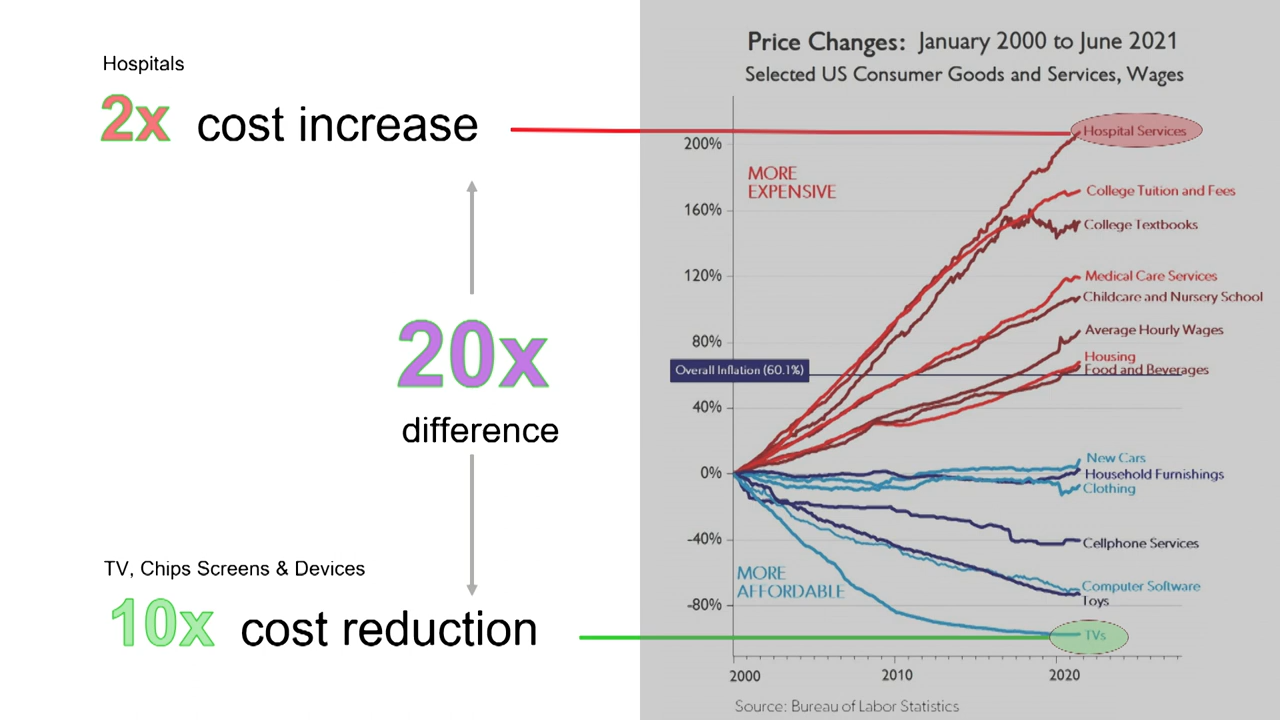 Hospitals
2x cost increase
20x
difference
TV, Chips Screens & Devices
10x cost reduction
Price Changes: January 2000 to June 2021
Selected US Consumer Goods and Services, Wages
200%
160%
120%
80%
40%
0%
-40%
-80%
MORE
EXPENSIVE
Overall Inflation (60.1%)
MORE
AFFORDABLE
Hospital Services
College Tuition and Fees
College Textbooks
Medical Care Services
Childcare and Nursery School
Average Hourly Wages
Housing
Food and Beverages
New Cars
Household Furnishings
Clothing
Cellphone Services
Computer Software
Toys
TVs
2000 2010 2020
Source: Bureau of Labor Statistics